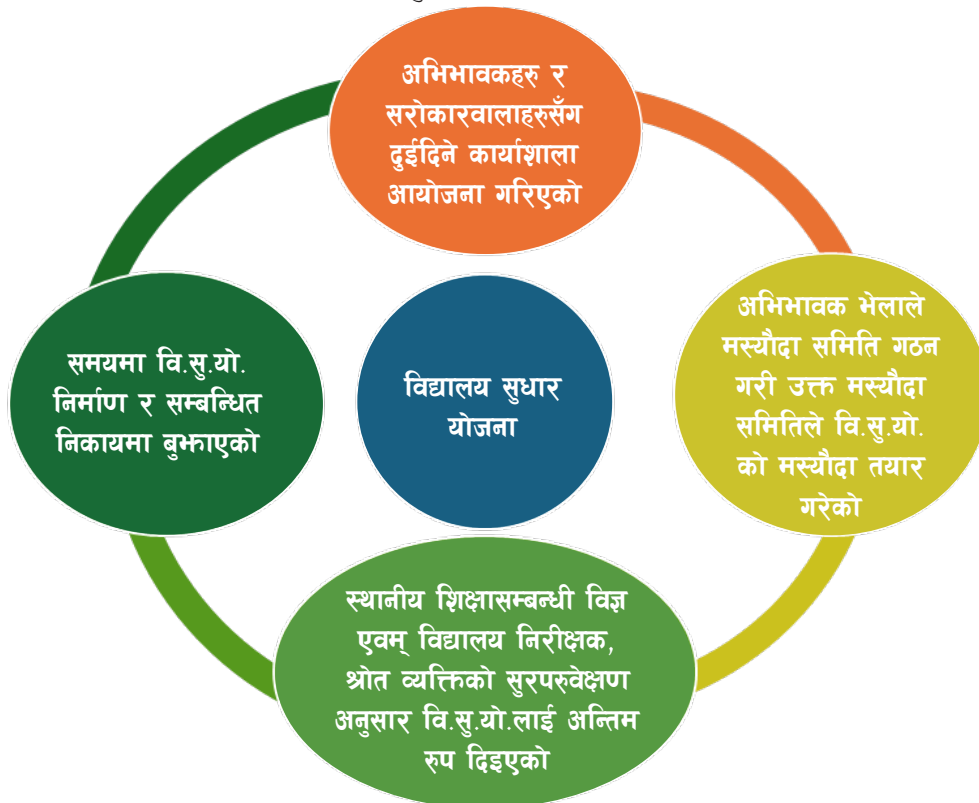 अभिभावकहरु र
सरोकारवालाहरुसँग
दुईदिने कार्याशाला
आयोजना गरिएको
अभिभावक भेलाले
मस्यौदा समिति गठन
गरी उक्त मस्यौदा
समितिले वि.सु.यो.
को मस्यौदा तयार
गरेको
स्थानीय शिक्षासम्बन्धी विज्ञ
एवम् विद्यालय निरीक्षक,
श्रोत व्यक्तिको सुरपरुवेक्षण
अनुसार वि.सु.यो.लाई अन्तिम
रुप दिइएको
समयमा वि.सु.यो.
निर्माण र सम्बन्धित
निकायमा बुझाएको
विद्यालय सुधार
योजना